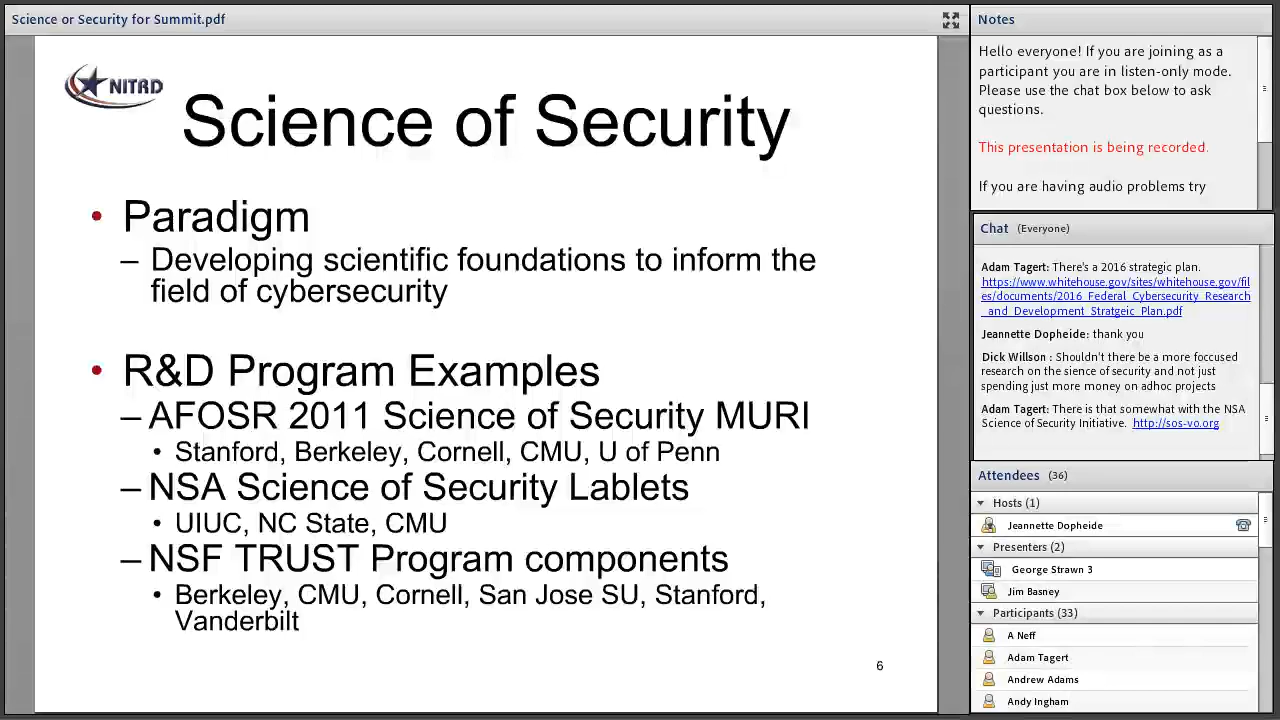 Science or Security for Summit.pdf
NITRD
Science of Security
• Paradigm
– Developing scientific foundations to inform the
field of cybersecurity
• R&D Program Examples
– AFOSR 2011 Science of Security MURI
• Stanford, Berkeley, Cornell, CMU, U of Penn
– NSA Science of Security Lablets
• UIUC, NC State, CMU
– NSF TRUST Program components
• Berkeley, CMU, Cornell, San Jose SU, Stanford,
Vanderbilt
6
Notes
Hello everyone! If you are joining as a
participant you are in listen-only mode.
Please use the chat box below to ask
questions.
This presentation is being recorded.
If you are having audio problems try
Chat (Everyone)
Adam Tagert: There's a 2016 strategic plan.
https://www.whitehouse.gov/sites/whitehouse.gov/fil
es/documents/2016_Federal_Cybersecurity_Research
_and_Development_Stratgeic_Plan.pdf
Jeannette Dopheide: thank you
Dick Willson : Shouldn't there be a more foccused
research on the sience of security and not just
spending just more money on adhoc projects
Adam Tagert: There is that somewhat with the NSA
Science of Security Initiative. http://sos-vo.org
Attendees (36)
Hosts (1)
Jeannette Dopheide
Presenters (2)
George Strawn 3
Jim Basney
Participants (33)
A Neff
Adam Tagert
Andrew Adams
Andy Ingham